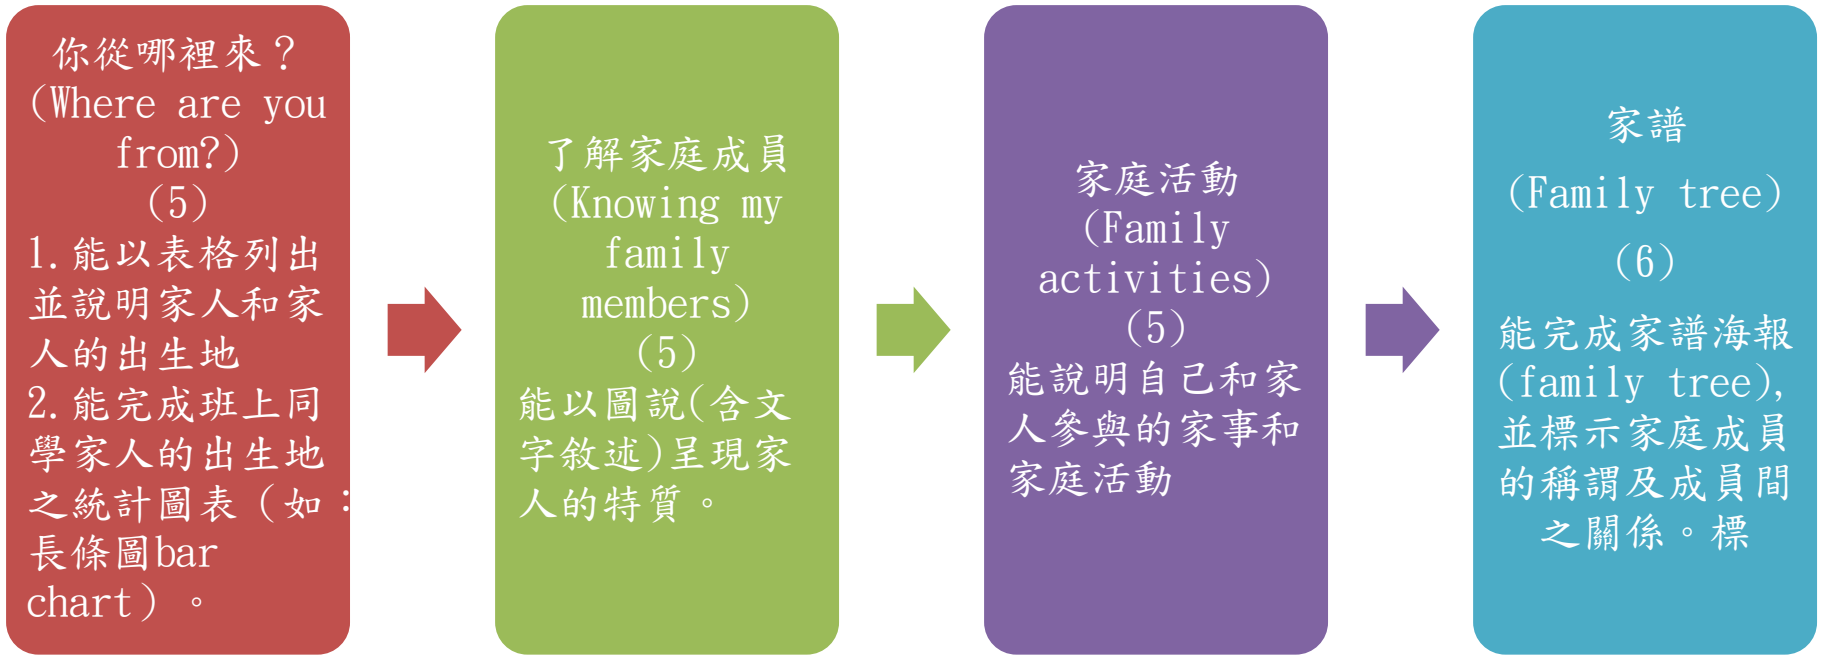 你從哪裡來？
(Where are you
from?)
(5)
1.能以表格列出
並說明家人和家
人的出生地
2.能完成班上同
學家人的出生地
之統計圖表（如：
長條圖bar
chart）。
了解家庭成員
(Knowing my
family
members)
(5)
能以圖說(含文
字敘述)呈現家
人的特質。
家庭活動
(Family
activities)
(5)
能說明自己和家
人參與的家事和
家庭活動
家譜
(Family tree)
(6)
能完成家譜海報
(family tree),
並標示家庭成員
的稱謂及成員間
之關係。標